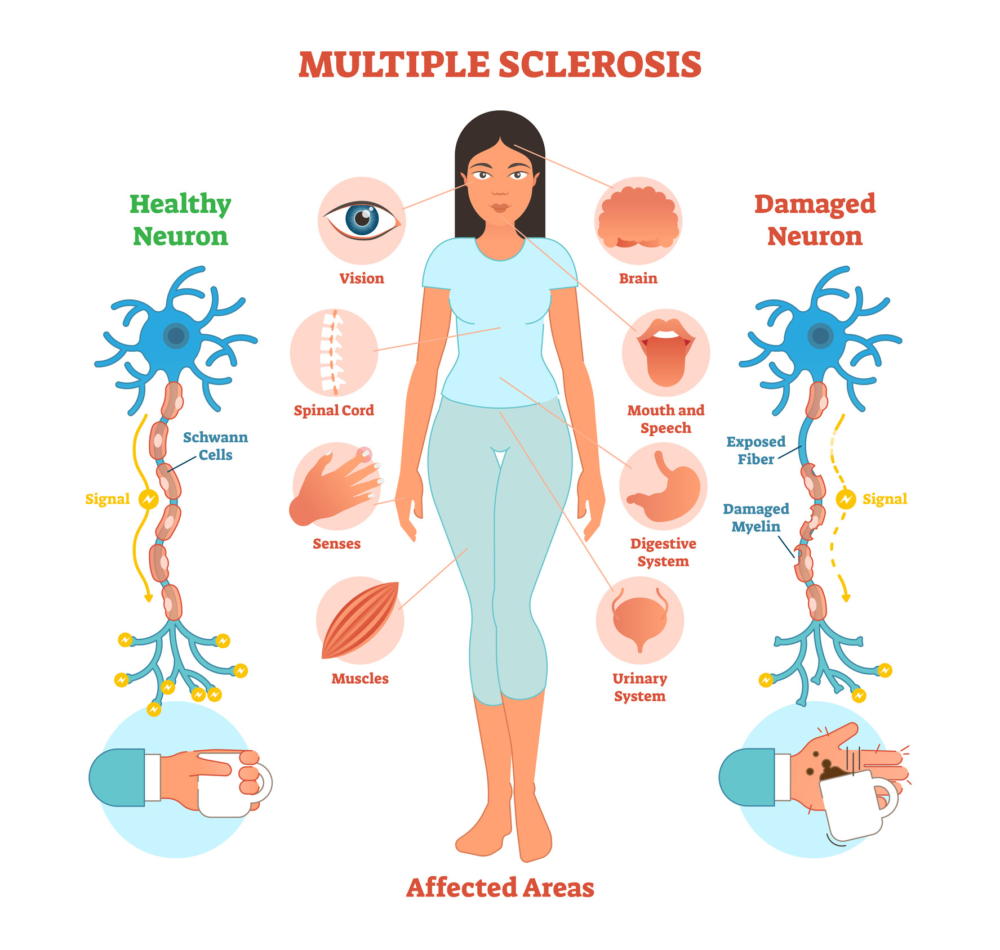 MULTIPLE SCLEROSIS
Healthy
Neuron
Damaged
Neuron
Vision
Brain
Spinal Cord
Mouth and
Speech
Schwann
Cells
Exposed
Fiber
Signal
Signal
Damaged
Myelin
Senses
Digestive
System
Muscles
Urinary
System
Affected Areas